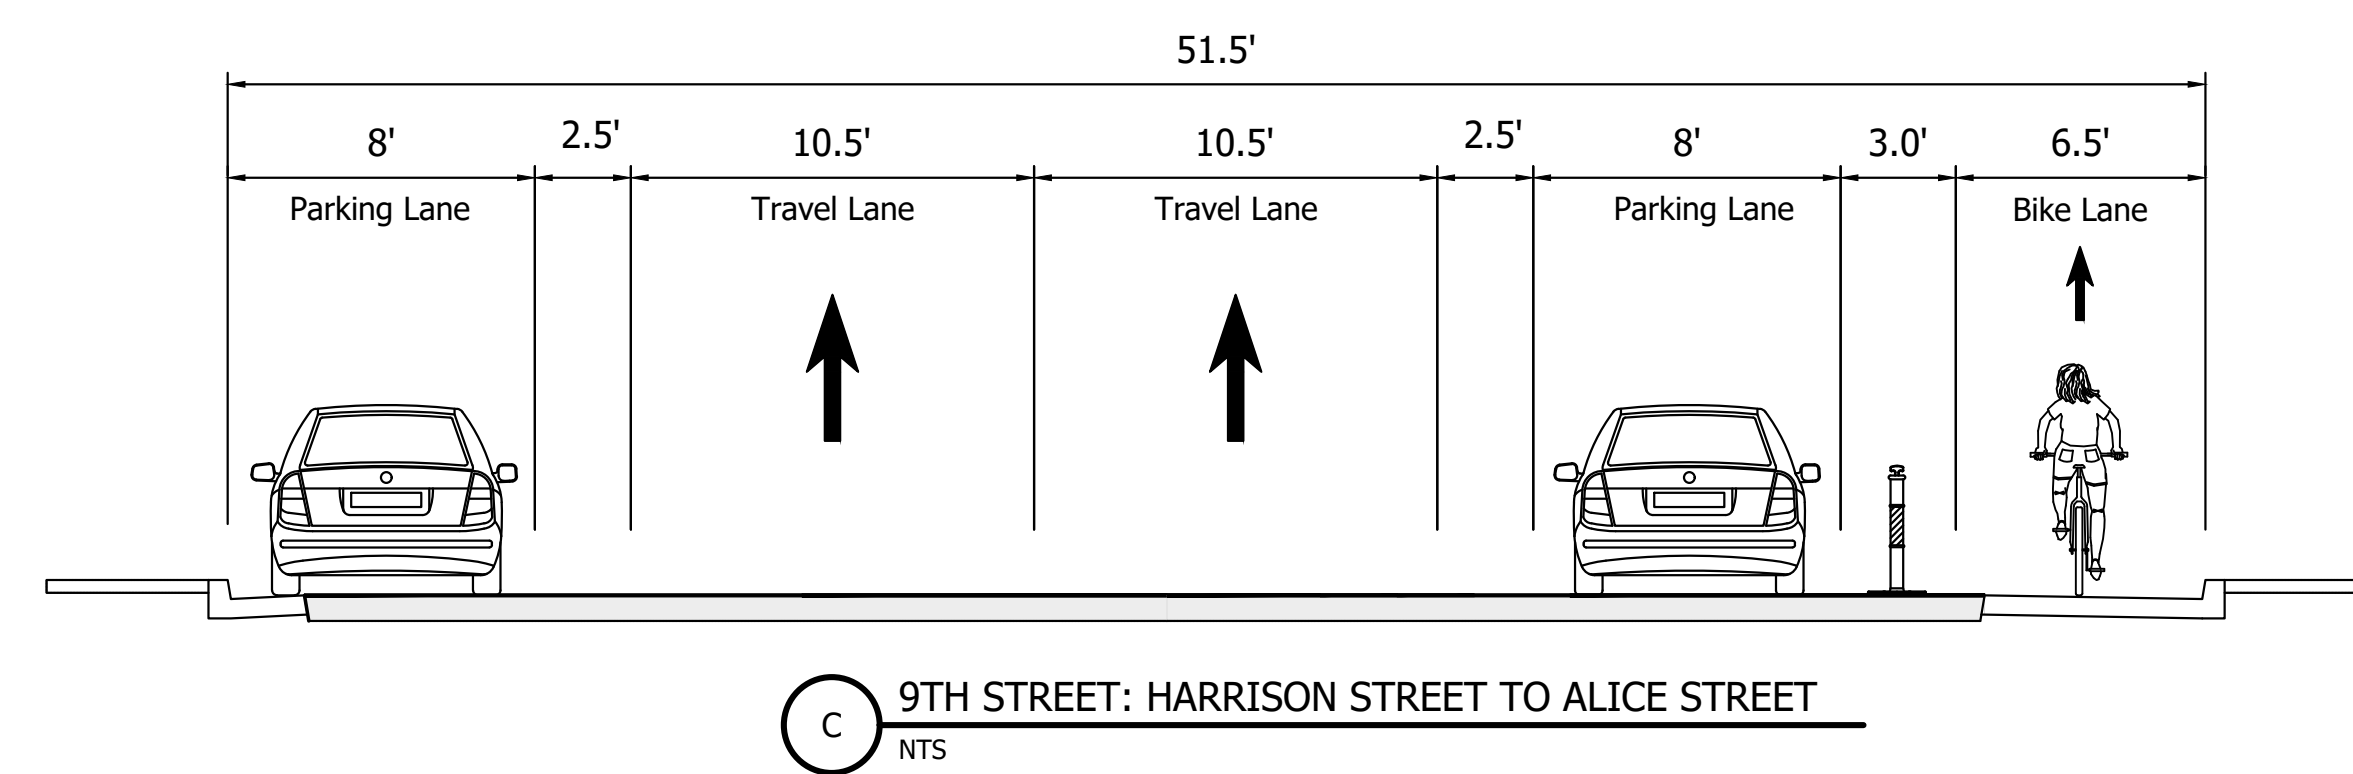 51.5'
8' 2.5' 10.5' 10.5' 2.5' 8' 3.0' 6.5'
Parking Lane Travel Lane Travel Lane Parking Lane Bike Lane
C 9TH STREET: HARRISON STREET TO ALICE STREET
NTS